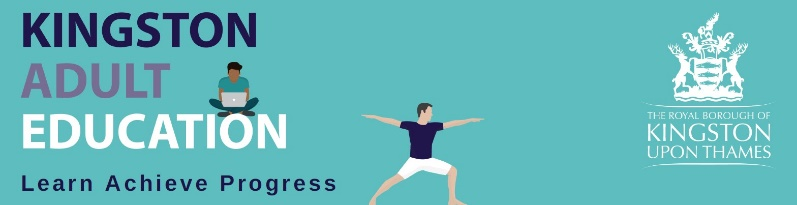 KINGSTON
ADULT
EDUCATION
Learn Achieve Progress
THE ROYAL BOROUGH OF
KINGSTON
UPON THAMES